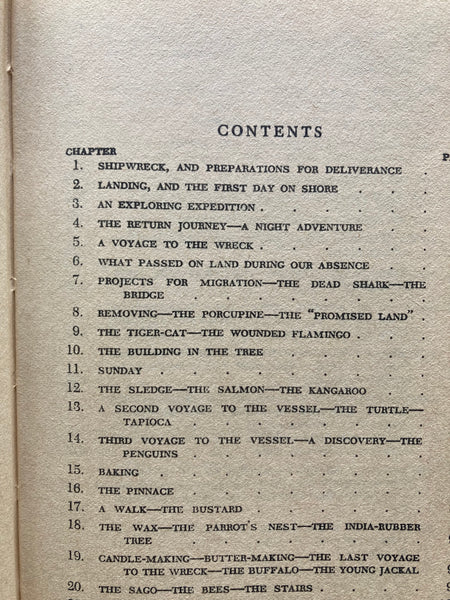 CONTENTS
CHAPTER
1. SHIPWRECK, AND PREPARATIONS FOR DELIVERANCE .
2. LANDING, AND THE FIRST DAY ON SHORE . . .
3. AN EXPLORING EXPEDITION . . . . . .
4. THE RETURN JOURNEY—A NIGHT ADVENTURE . .
5. A VOYAGE TO THE WRECK . . . . . .
6. WHAT PASSED ON LAND DURING OUR ABSENCE . .
7. PROJECTS FOR MIGRATION—THE DEAD SHARK—THE
BRIDGE . . . . . . . .
8. REMOVING—THE PORCUPINE—THE "PROMISED LAND" .
9. THE TIGER-CAT—THE WOUNDED FLAMINGO . . .
10. THE BUILDING IN THE TREE . . . . .
11. SUNDAY . . . . . . . .
12. THE SLEDGE—THE SALMON—THE KANGAROO . .
13. A SECOND VOYAGE TO THE VESSEL—THE TURTLE—
TAPIOCA . . . . . . . .
14. THIRD VOYAGE TO THE VESSEL—A DISCOVERY—THE
PENGUINS . . . . . . .
15. BAKING . . . . . . . .
16. THE PINNACE . . . . . . .
17. A WALK—THE BUSTARD . . . . . .
18. THE WAX—THE PARROT'S NEST—THE INDIA-RUBBER
TREE . . . . . . . .
19. CANDLE-MAKING—BUTTER-MAKING—THE LAST VOYAGE
TO THE WRECK—THE BUFFALO—THE YOUNG JACKAL
20. THE SAGO—THE BEES—THE STAIRS . . . .